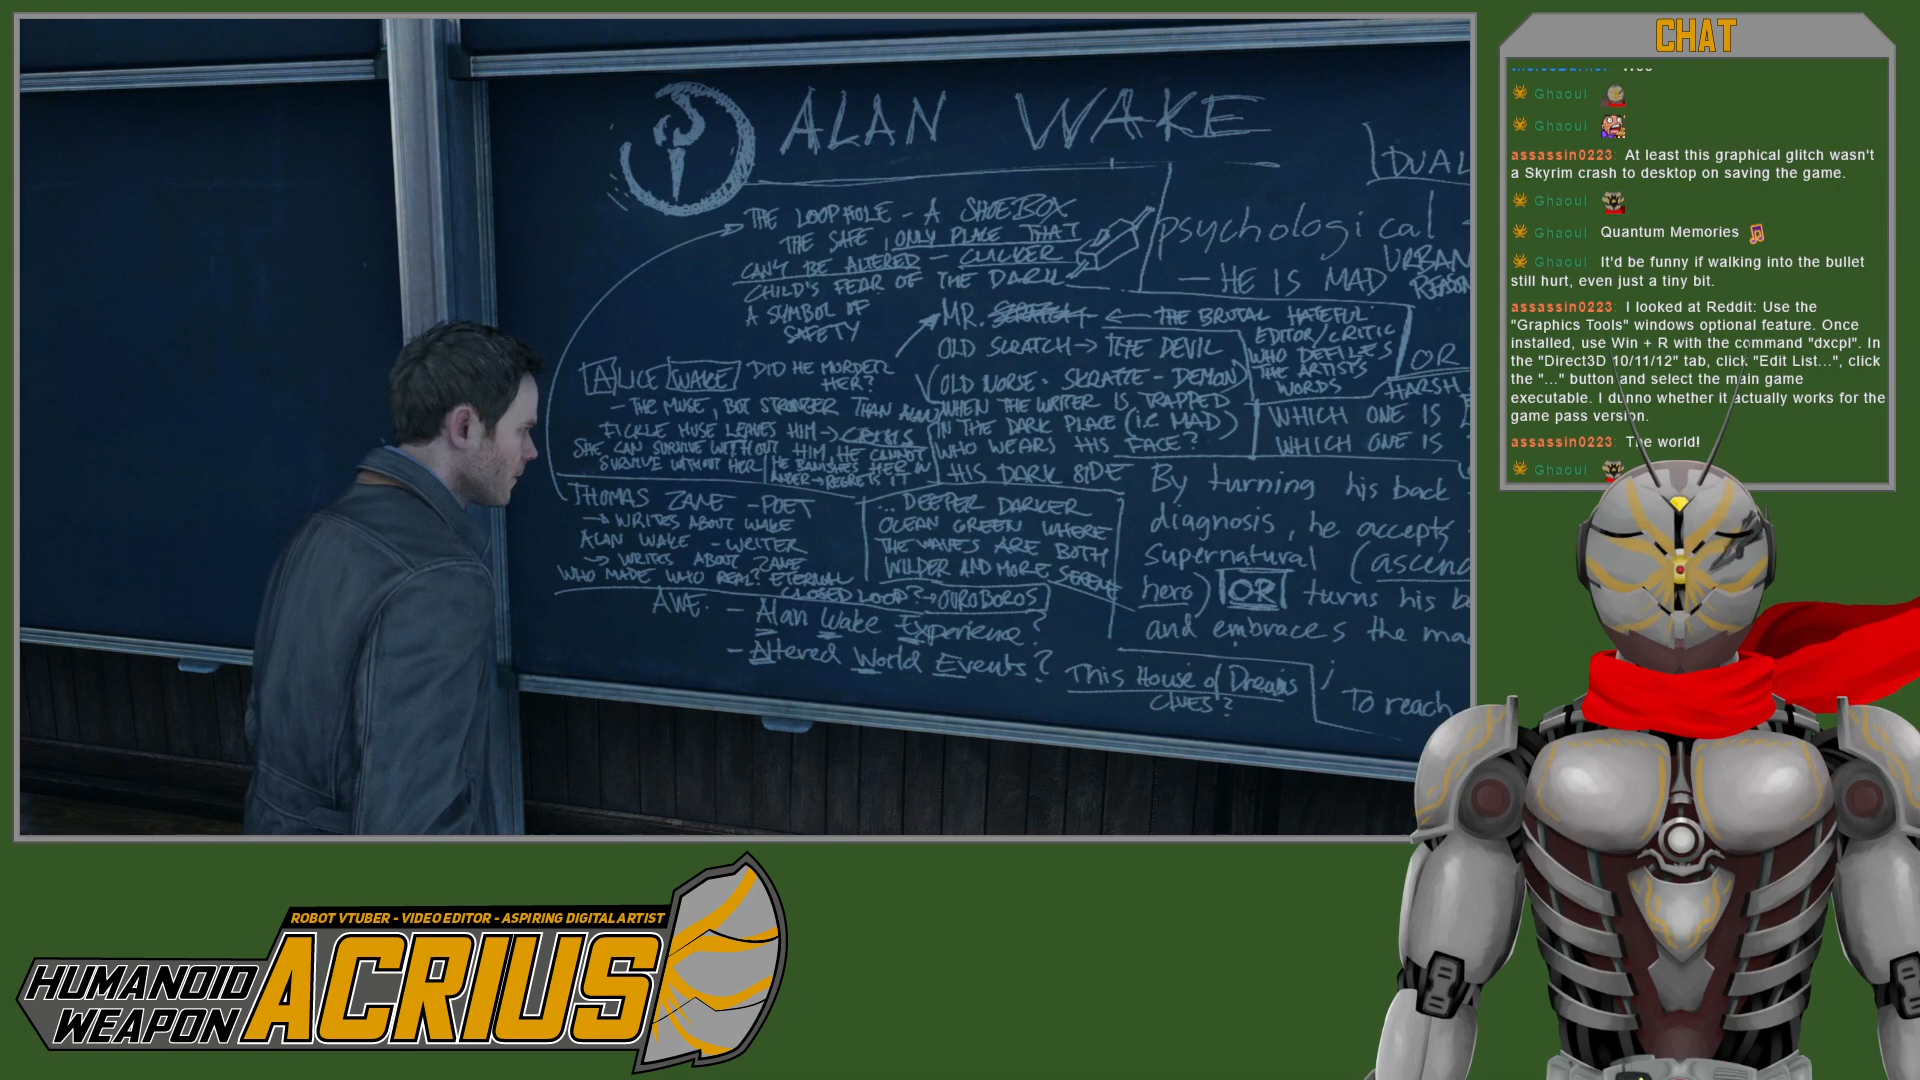 ALAN WAKE
DUAL
THE LOOPHOLE - A SHOEBOX
THE SAFE, ONLY PLACE THAT
CAN'T BE ALTERED - CLICKER
CHILD'S FEAR OF THE DARK
A SYMBOL OF
SAFETY
psychological
- HE IS MAD
URBAN
REASON
MR. SCRATCH ← THE BRUTAL HATEFUL
EDITOR/CRITIC
WHO DEFILES
THE ARTIST'S
WORDS
OLD SCRATCH → THE DEVIL
OLD NORSE - SKRATTE - DEMON
WHEN THE WRITER IS TRAPPED
IN THE DARK PLACE (i.e. MAD)
WHO WEARS HIS FACE?
HIS DARK SIDE
OR
HARSH
WHICH ONE IS
WHICH ONE IS
ALICE WAKE DID HE MURDER
HER?
- THE MUSE, BUT STRONGER THAN ALAN
FICKLE MUSE LEAVES HIM → CRISIS
SHE CAN SURVIVE WITHOUT HIM, HE CANNOT
SURVIVE WITHOUT HER
HE BANISHES HER IN
ANGER → REGRETS IT
THOMAS ZANE - POET
→ WRITES ABOUT WAKE
ALAN WAKE - WRITER
→ WRITES ABOUT ZANE
WHO MADE WHO REAL? ETERNAL
CLOSED LOOP? → OUROBOROS
... DEEPER DARKER
OCEAN GREEN WHERE
THE WAVES ARE BOTH
WILDER AND MORE SERENE
By turning his back
diagnosis, he accepts
supernatural (ascend
hero) OR turns his b
and embraces the ma
AWE - Alan Wake Experience?
- Altered World Events?
This House of Dreams
CLUES?
To reach
CHAT
Ghaoul
Ghaoul
assassin0223: At least this graphical glitch wasn't
a Skyrim crash to desktop on saving the game.
Ghaoul
Ghaoul Quantum Memories
Ghaoul It'd be funny if walking into the bullet
still hurt, even just a tiny bit.
assassin0223: I looked at Reddit: Use the
"Graphics Tools" windows optional feature. Once
installed, use Win + R with the command "dxcpl". In
the "Direct3D 10/11/12" tab, click "Edit List...", click
the "..." button and select the main game
executable. I dunno whether it actually works for the
game pass version.
assassin0223: The world!
Ghaoul
ROBOT VTUBER - VIDEO EDITOR - ASPIRING DIGITAL ARTIST
HUMANOID
WEAPON
ACRIUS